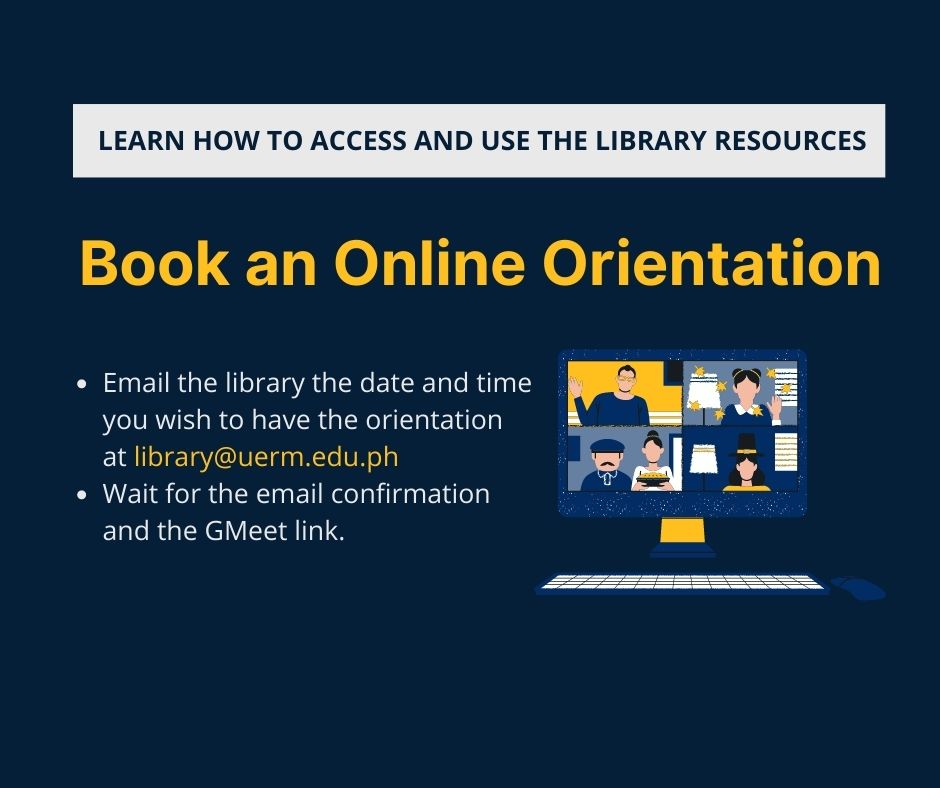 LEARN HOW TO ACCESS AND USE THE LIBRARY RESOURCES
Book an Online Orientation
• Email the library the date and time
you wish to have the orientation
at library@uerm.edu.ph
• Wait for the email confirmation
and the GMeet link.